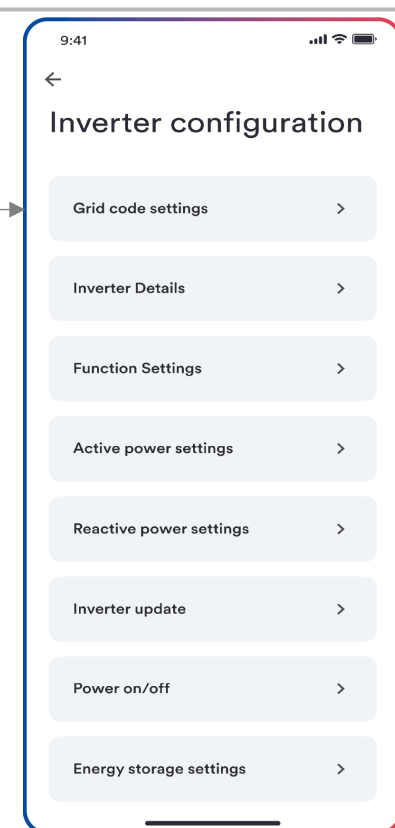 9:41
Inverter configuration
Grid code settings
Inverter Details
Function Settings
Active power settings
Reactive power settings
Inverter update
Power on/off
Energy storage settings